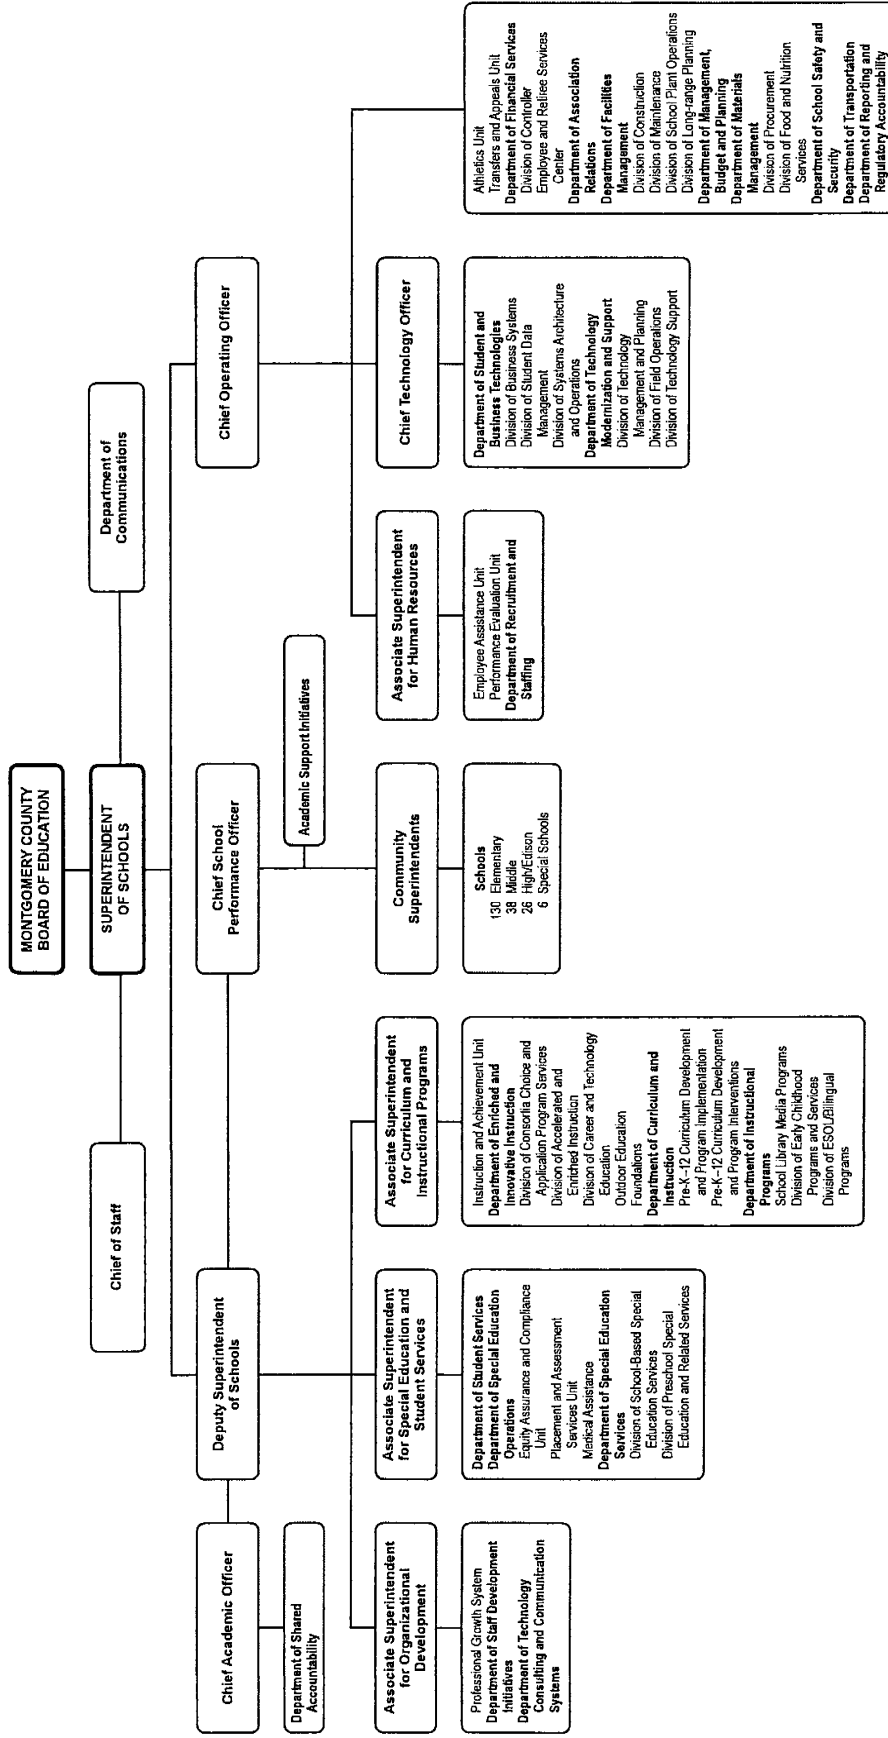 MONTGOMERY COUNTY
BOARD OF EDUCATION
SUPERINTENDENT
OF SCHOOLS
Chief of Staff
Department of
Communications
Chief Academic Officer
Deputy Superintendent
of Schools
Chief School
Performance Officer
Chief Operating Officer
Department of Shared
Accountability
Academic Support Initiatives
Associate Superintendent
for Organizational
Development
Associate Superintendent
for Special Education and
Student Services
Associate Superintendent
for Curriculum and
Instructional Programs
Community
Superintendents
Associate Superintendent
for Human Resources
Chief Technology Officer
Professional Growth System
Department of Staff Development
Initiatives
Department of Technology
Consulting and Communication
Systems
Department of Student Services
Department of Special Education
Operations
Equity Assurance and Compliance
Unit
Placement and Assessment
Services Unit
Medical Assistance
Department of Special Education
Services
Division of School-Based Special
Education Services
Division of Preschool Special
Education and Related Services
Instruction and Achievement Unit
Department of Enriched and
Innovative Instruction
Division of Consortia Choice and
Application Program Services
Division of Accelerated and
Enriched Instruction
Division of Career and Technology
Education
Outdoor Education
Foundations
Department of Curriculum and
Instruction
Pre-K–12 Curriculum Development
and Program Implementation
Pre-K–12 Curriculum Development
and Program Interventions
Department of Instructional
Programs
School Library Media Programs
Division of Early Childhood
Programs and Services
Division of ESOL/Bilingual
Programs
Schools
130 Elementary
38 Middle
26 High/Edison
6 Special Schools
Employee Assistance Unit
Performance Evaluation Unit
Department of Recruitment and
Staffing
Department of Student and
Business Technologies
Division of Business Systems
Division of Student Data
Management
Division of Systems Architecture
and Operations
Department of Technology
Modernization and Support
Division of Technology
Management and Planning
Division of Field Operations
Division of Technology Support
Athletics Unit
Transfers and Appeals Unit
Department of Financial Services
Division of Controller
Employee and Retiree Services
Center
Department of Association
Relations
Department of Facilities
Management
Division of Construction
Division of Maintenance
Division of School Plant Operations
Division of Long-range Planning
Department of Management,
Budget and Planning
Department of Materials
Management
Division of Procurement
Division of Food and Nutrition
Services
Department of School Safety and
Security
Department of Transportation
Department of Reporting and
Regulatory Accountability